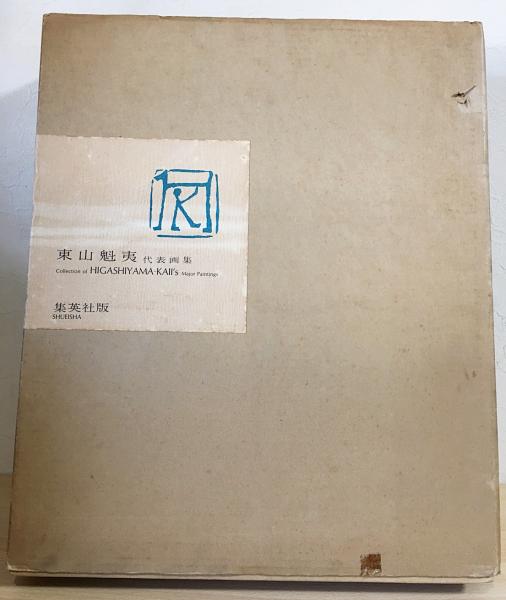 東山魁夷 代表画集
Collection of HIGASHIYAMA·KAII's Major Paintings
集英社版
SHUEISHA